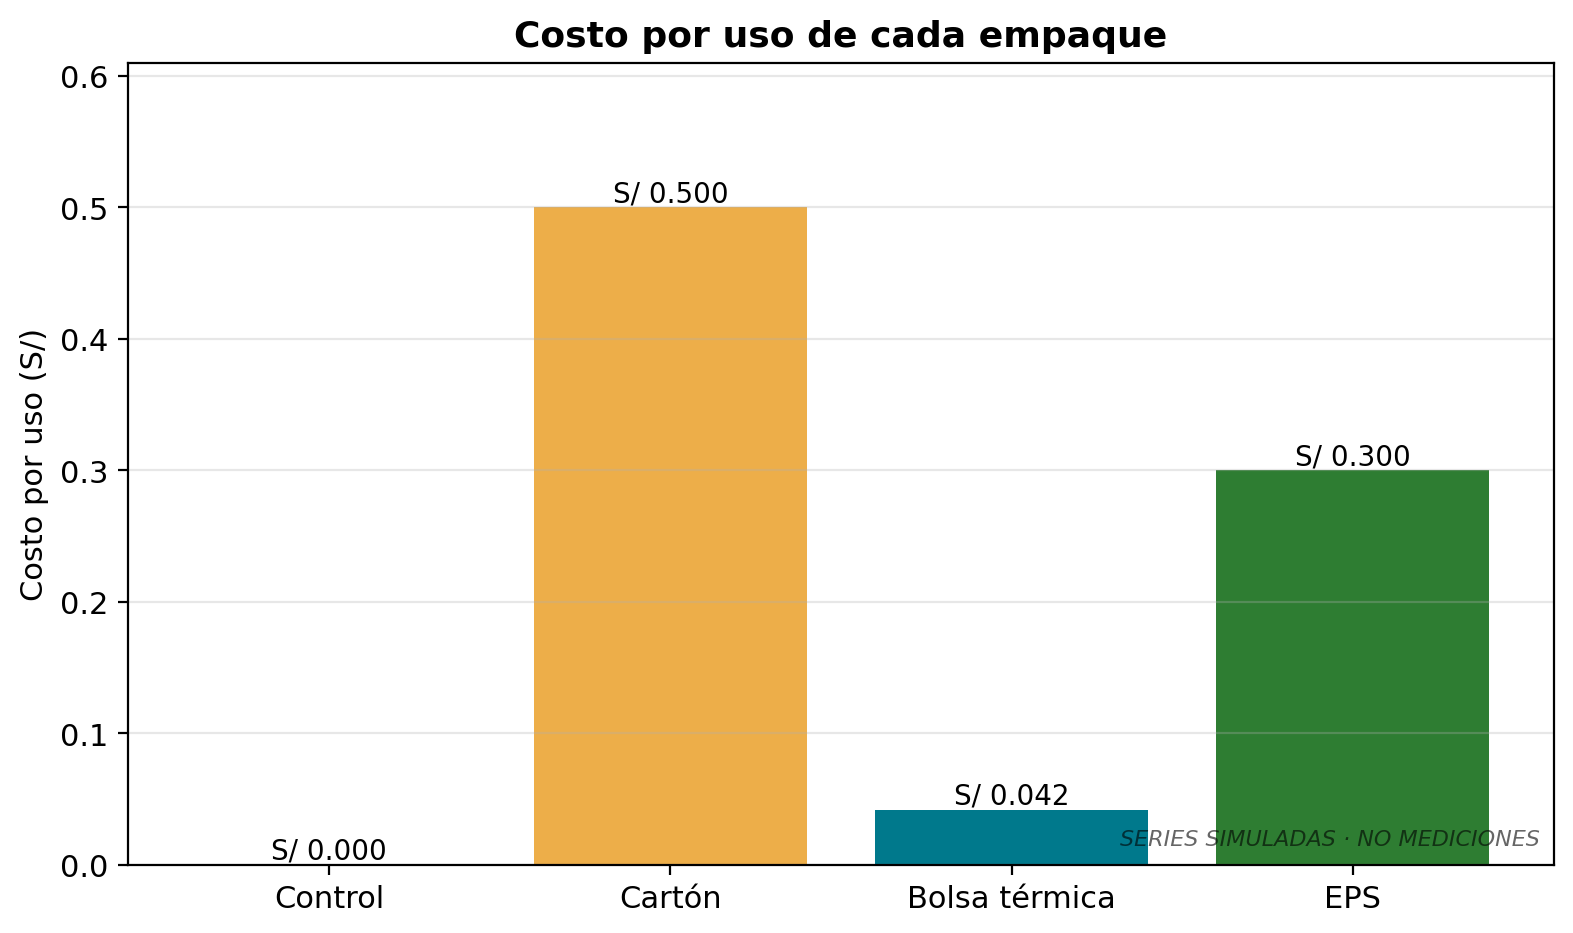 Costo por uso de cada empaque
Costo por uso (S/)
0.6
0.5
0.4
0.3
0.2
0.1
0.0
S/ 0.000
S/ 0.500
S/ 0.042
S/ 0.300
SERIES SIMULADAS · NO MEDICIONES
Control
Cartón
Bolsa térmica
EPS